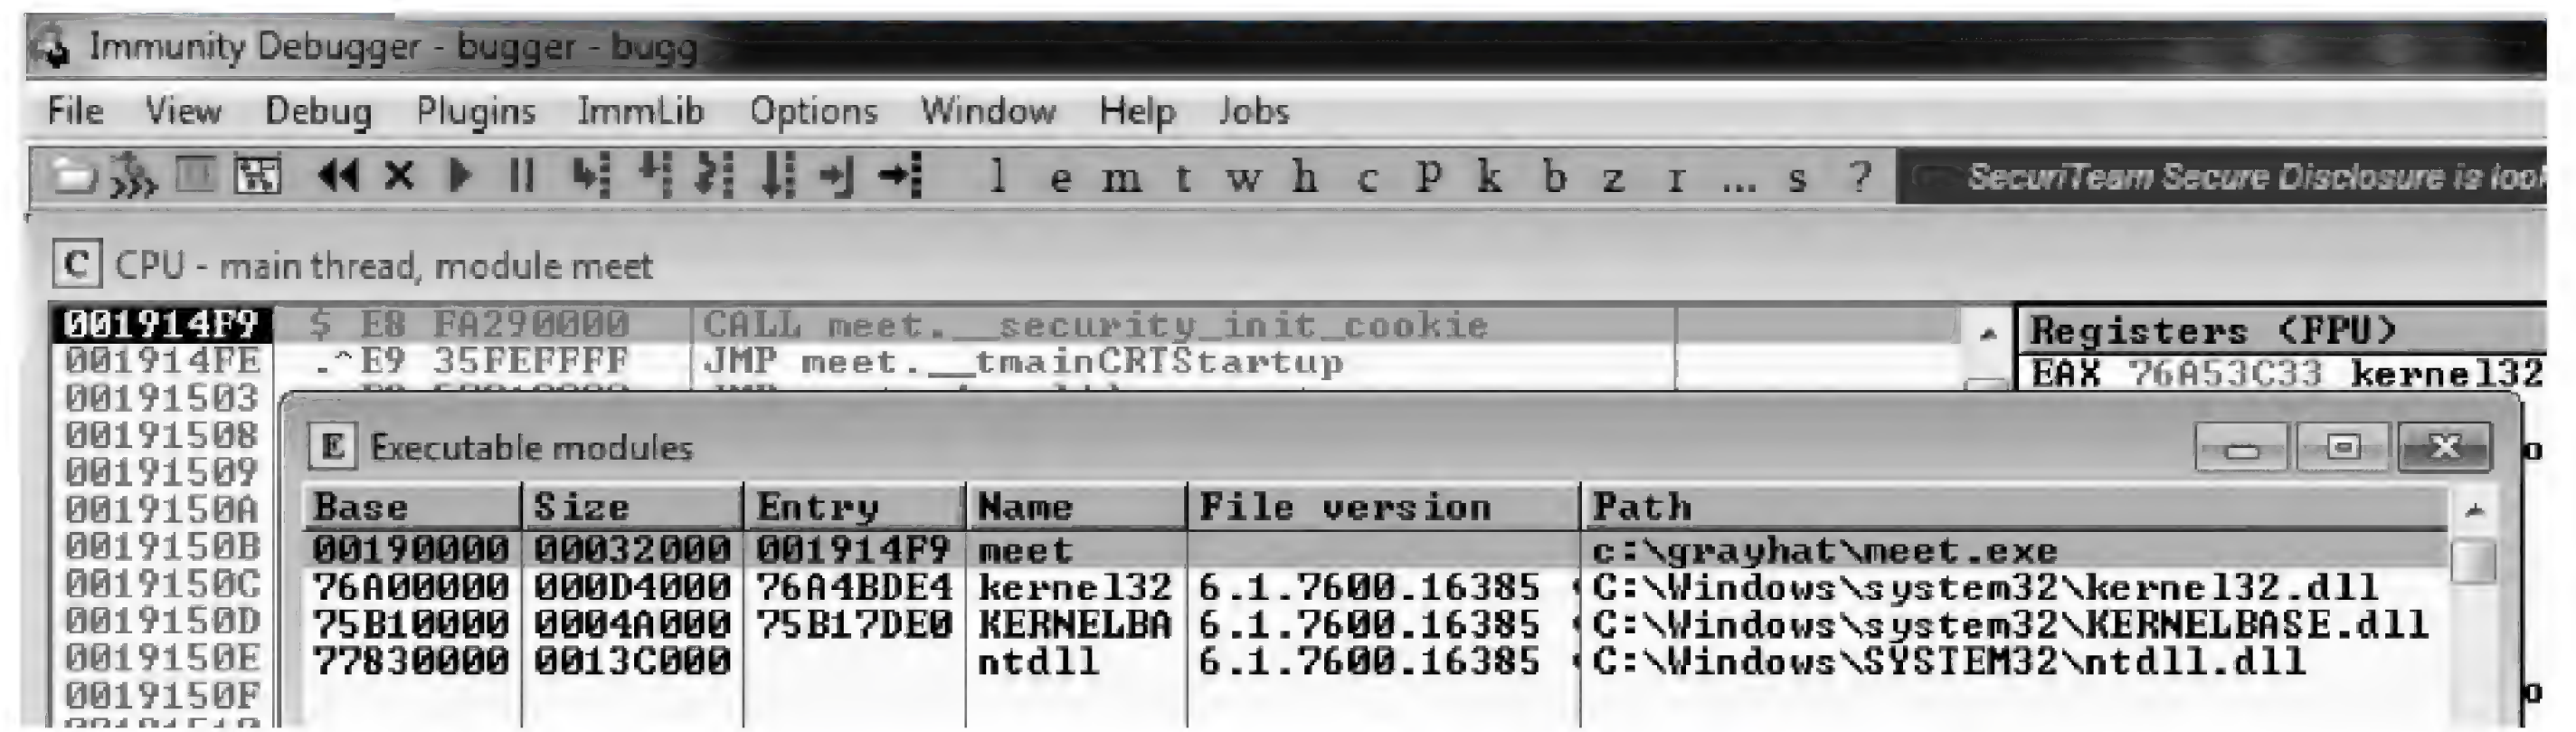 Immunity Debugger - bugger - bugg
File View Debug Plugins ImmLib Options Window Help Jobs
l e m t w h c P k b z r ... s ? SecuriTeam Secure Disclosure is
C CPU - main thread, module meet
001914F9 $ E8 FA290000 CALL meet.__security_init_cookie Registers (FPU)
001914FE .^E9 35FEFFFF JMP meet.__tmainCRTStartup EAX 76A53C33 kernel32
00191503
00191508
00191509
0019150A
0019150B
0019150C
0019150D
0019150E
0019150F
E Executable modules
Base Size Entry Name File version Path
00190000 00032000 001914F9 meet c:\grayhat\meet.exe
76A00000 000D4000 76A4BDE4 kernel32 6.1.7600.16385 C:\Windows\system32\kernel32.dll
75B10000 0004A000 75B17DE0 KERNELBA 6.1.7600.16385 C:\Windows\system32\KERNELBASE.dll
77830000 0013C000 ntdll 6.1.7600.16385 C:\Windows\SYSTEM32\ntdll.dll